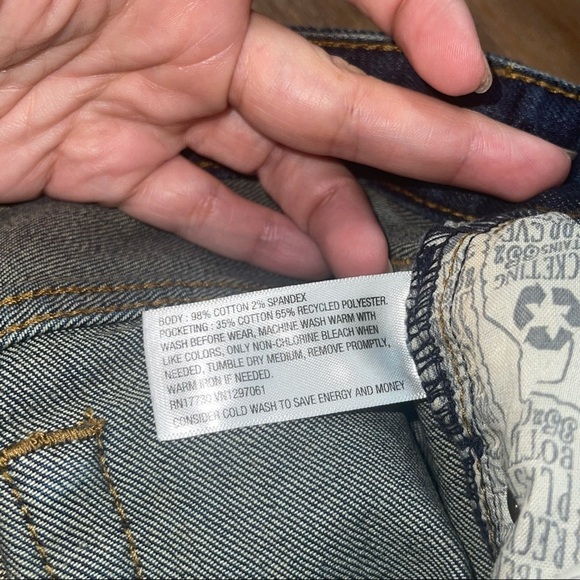 BODY : 98% COTTON 2% SPANDEX
POCKETING : 35% COTTON 65% RECYCLED POLYESTER.
WASH BEFORE WEAR, MACHINE WASH WARM WITH
LIKE COLORS, ONLY NON-CHLORINE BLEACH WHEN
NEEDED, TUMBLE DRY MEDIUM, REMOVE PROMPTLY,
WARM IRON IF NEEDED.
RN17730 VN1297061
CONSIDER COLD WASH TO SAVE ENERGY AND MONEY